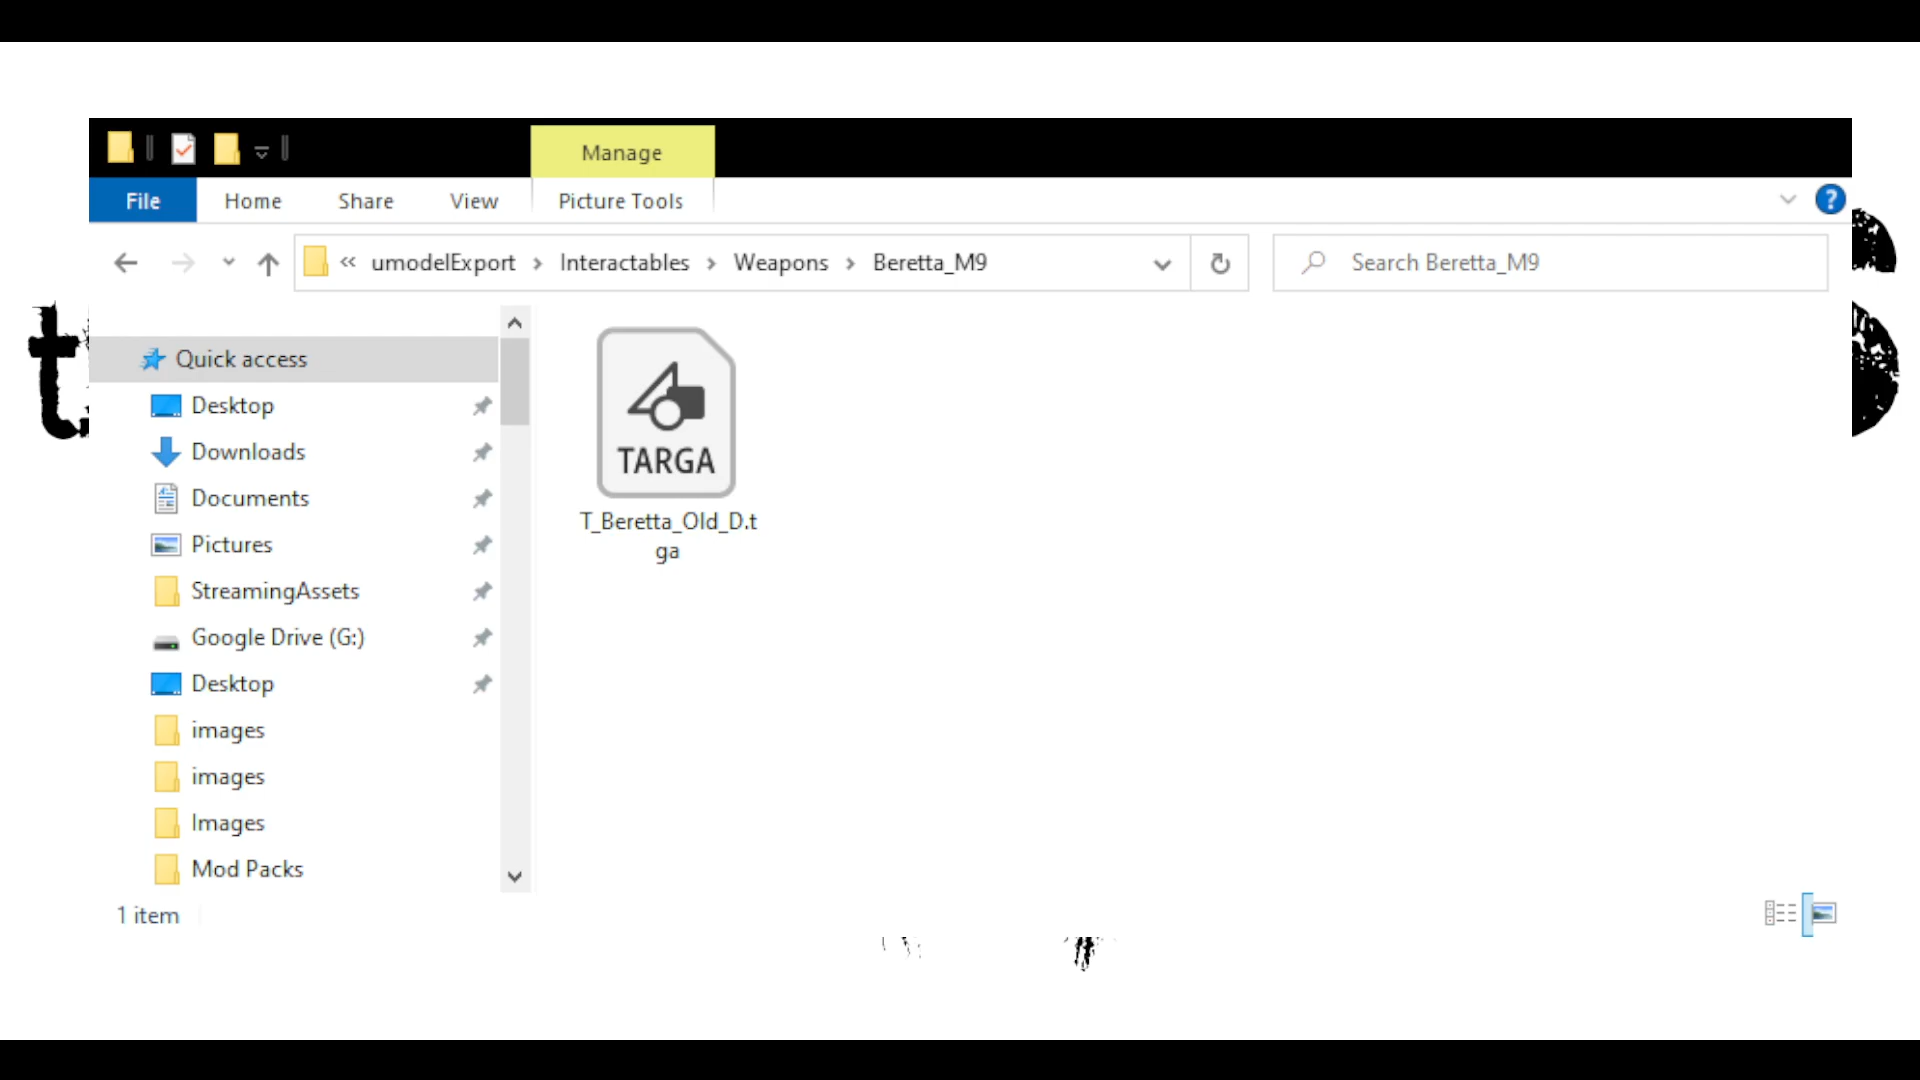 Manage
File Home Share View Picture Tools
?
« umodelExport › Interactables › Weapons › Beretta_M9
Search Beretta_M9
Quick access
Desktop
Downloads
Documents
Pictures
StreamingAssets
Google Drive (G:)
Desktop
images
images
Images
Mod Packs
TARGA
T_Beretta_Old_D.t
ga
1 item
t